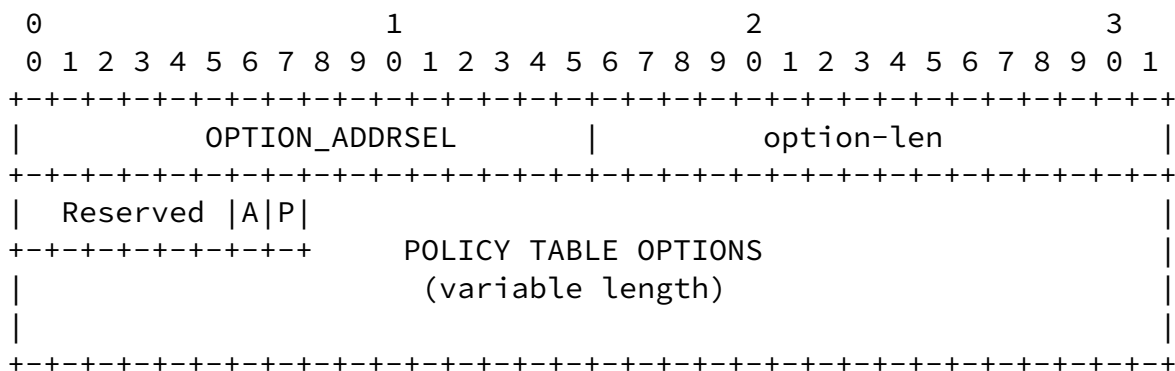 0                   1                   2                   3
 0 1 2 3 4 5 6 7 8 9 0 1 2 3 4 5 6 7 8 9 0 1 2 3 4 5 6 7 8 9 0 1
+-+-+-+-+-+-+-+-+-+-+-+-+-+-+-+-+-+-+-+-+-+-+-+-+-+-+-+-+-+-+-+-+
|          OPTION_ADDRSEL       |         option-len            |
+-+-+-+-+-+-+-+-+-+-+-+-+-+-+-+-+-+-+-+-+-+-+-+-+-+-+-+-+-+-+-+-+
|  Reserved |A|P|                                               |
+-+-+-+-+-+-+-+-+     POLICY TABLE OPTIONS                      |
|                      (variable length)                        |
|                                                               |
+-+-+-+-+-+-+-+-+-+-+-+-+-+-+-+-+-+-+-+-+-+-+-+-+-+-+-+-+-+-+-+-+